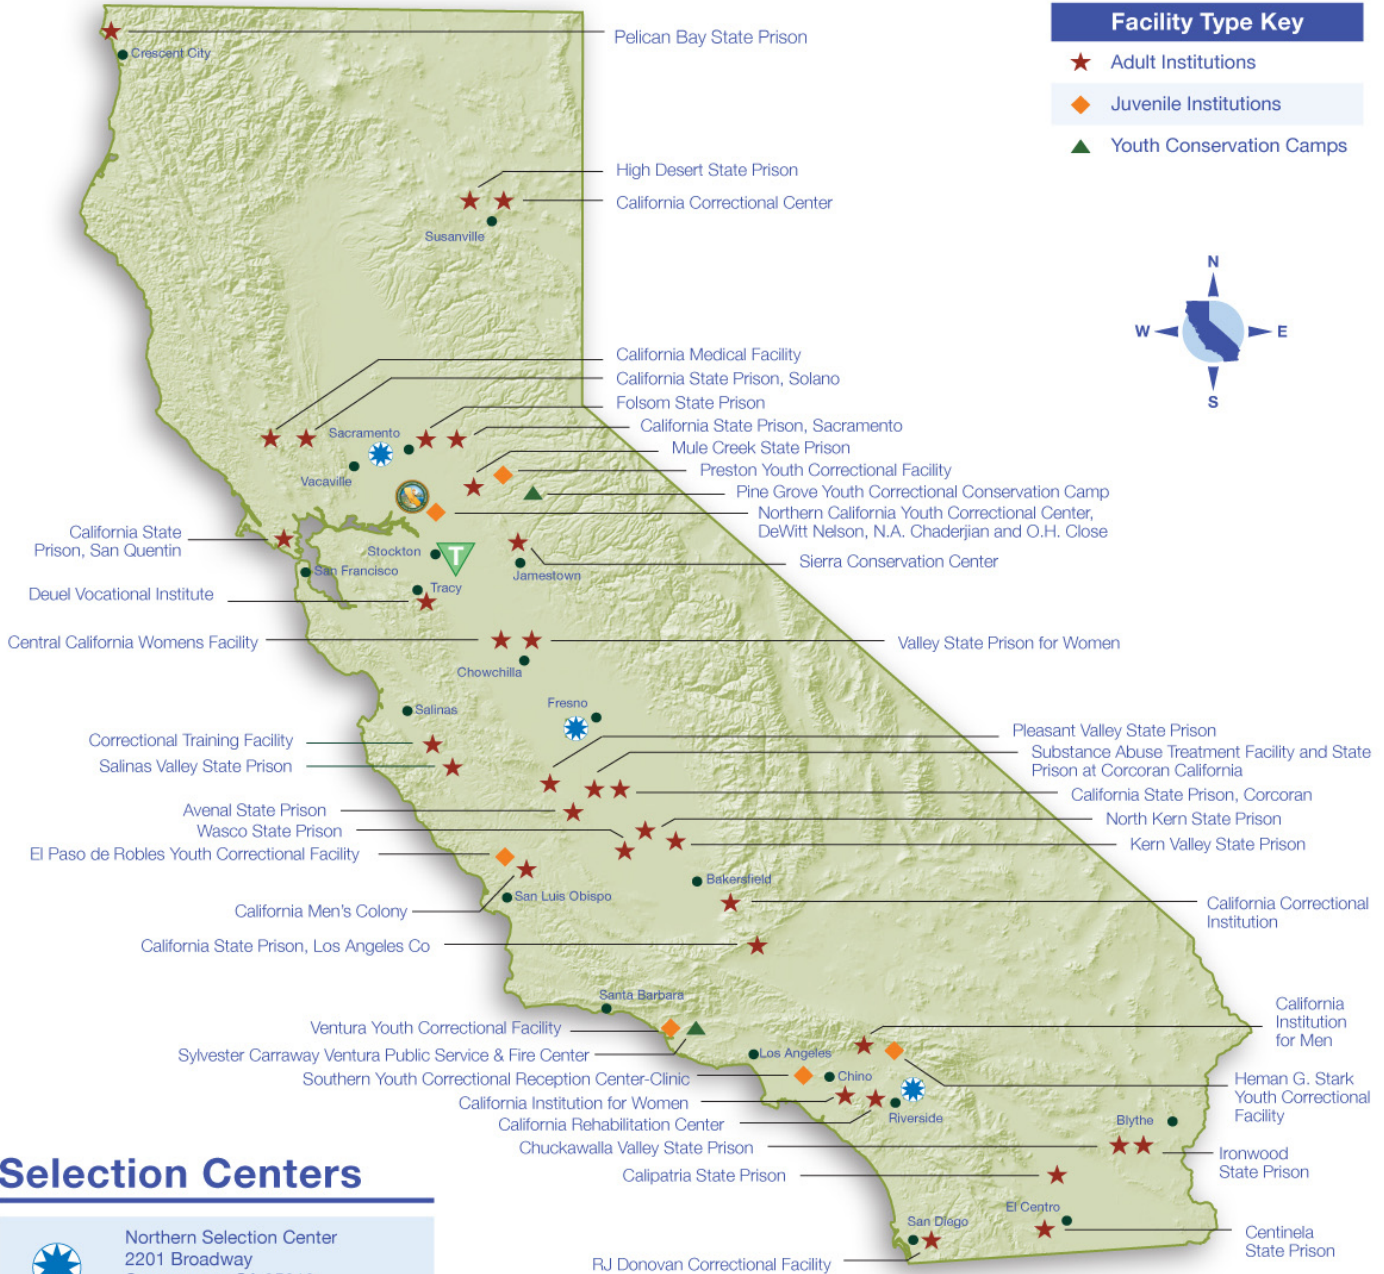 Facility Type Key
Adult Institutions
Juvenile Institutions
Youth Conservation Camps
Pelican Bay State Prison
Crescent City
High Desert State Prison
California Correctional Center
Susanville
N
W
E
S
California Medical Facility
California State Prison, Solano
Folsom State Prison
California State Prison, Sacramento
Sacramento
Mule Creek State Prison
Preston Youth Correctional Facility
Vacaville
Pine Grove Youth Correctional Conservation Camp
Northern California Youth Correctional Center,
DeWitt Nelson, N.A. Chaderjian and O.H. Close
California State
Prison, San Quentin
Stockton
T
Sierra Conservation Center
San Francisco
Jamestown
Tracy
Deuel Vocational Institute
Central California Womens Facility
Valley State Prison for Women
Chowchilla
Salinas
Fresno
Pleasant Valley State Prison
Correctional Training Facility
Substance Abuse Treatment Facility and State
Prison at Corcoran California
Salinas Valley State Prison
California State Prison, Corcoran
Avenal State Prison
North Kern State Prison
Wasco State Prison
Kern Valley State Prison
El Paso de Robles Youth Correctional Facility
Bakersfield
San Luis Obispo
California Men's Colony
California Correctional
Institution
California State Prison, Los Angeles Co
Santa Barbara
California
Institution
for Men
Ventura Youth Correctional Facility
Sylvester Carraway Ventura Public Service & Fire Center
Los Angeles
Southern Youth Correctional Reception Center-Clinic
Chino
Heman G. Stark
Youth Correctional
Facility
California Institution for Women
California Rehabilitation Center
Riverside
Blythe
Chuckawalla Valley State Prison
Ironwood
State Prison
Calipatria State Prison
El Centro
San Diego
Centinela
State Prison
RJ Donovan Correctional Facility
Selection Centers
Northern Selection Center
2201 Broadway